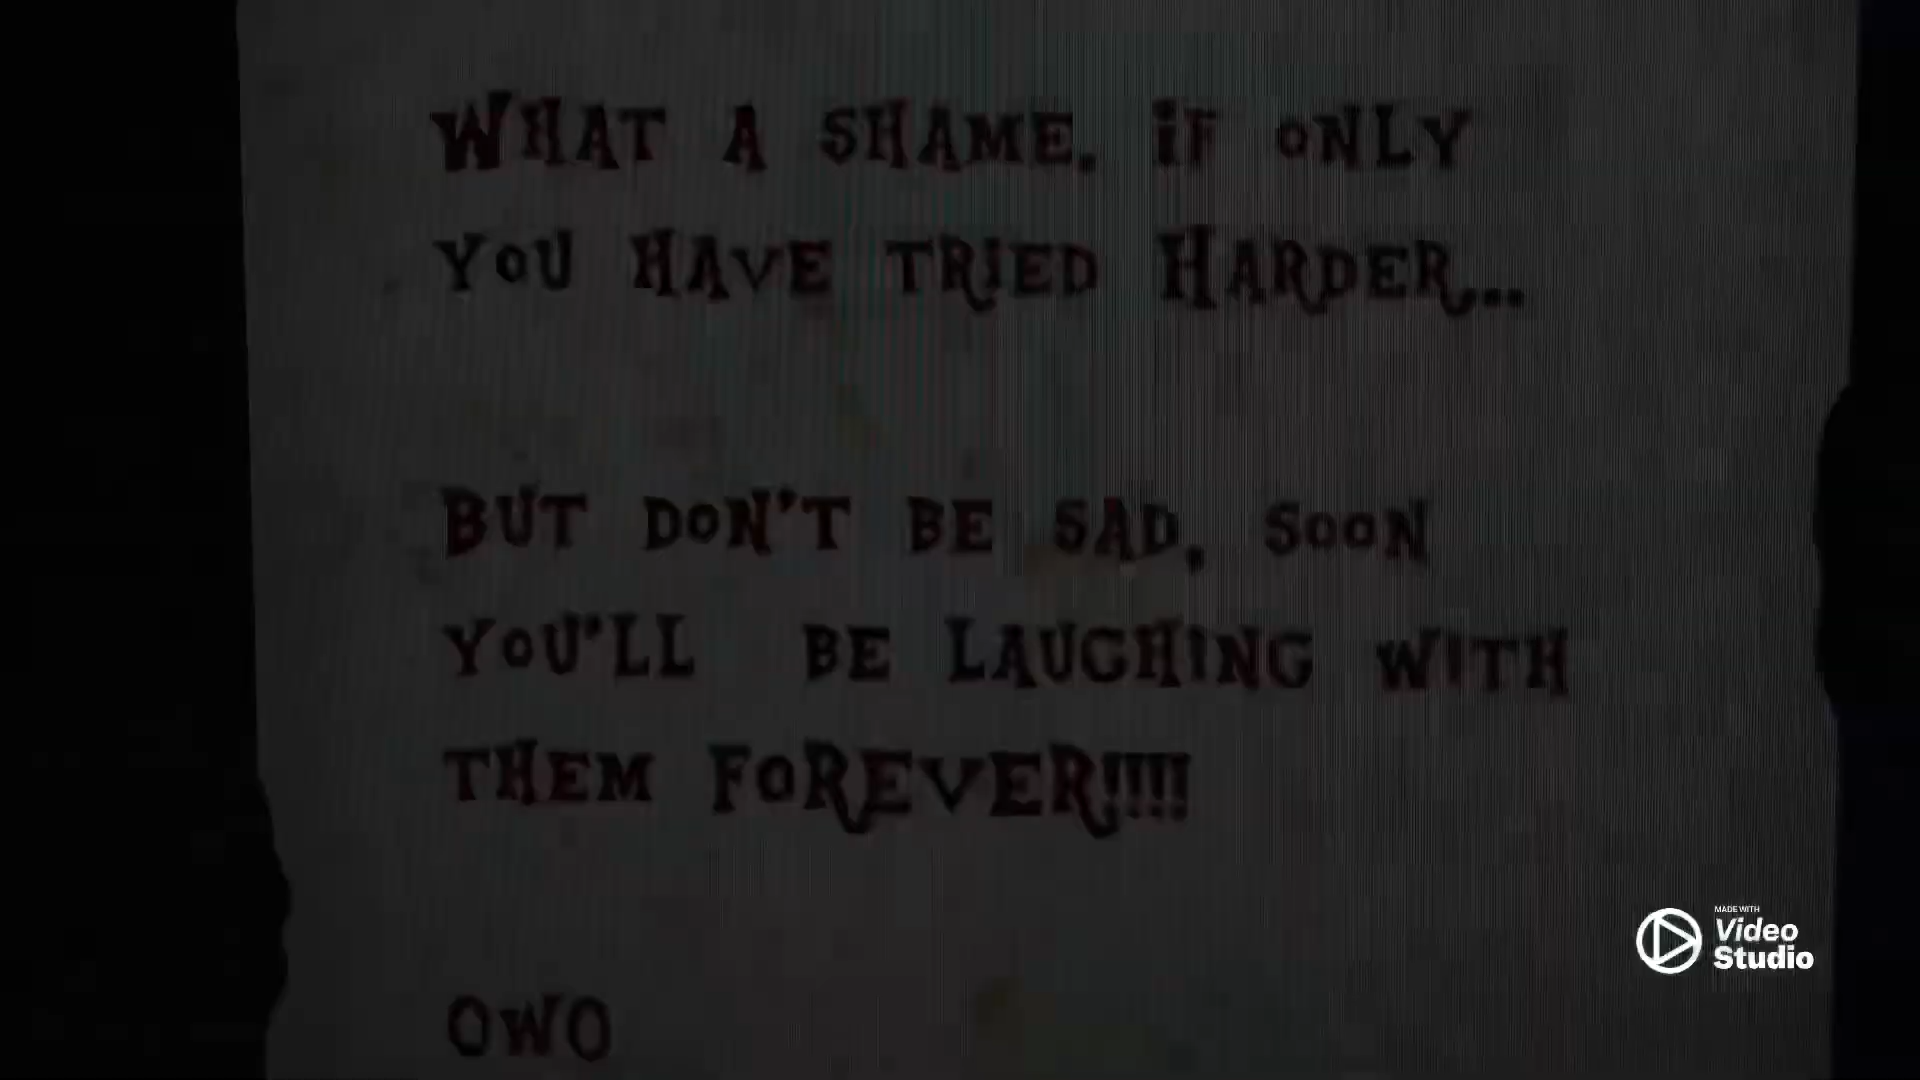 WHAT A SHAME. iF oNLY
YoU HAVE TRIED HARDER...
BUT DoN'T BE SAD, SooN
YoU'LL BE LAUGHING WITH
THEM FoREVER!!!!
OWO
MADE WITH
Video
Studio